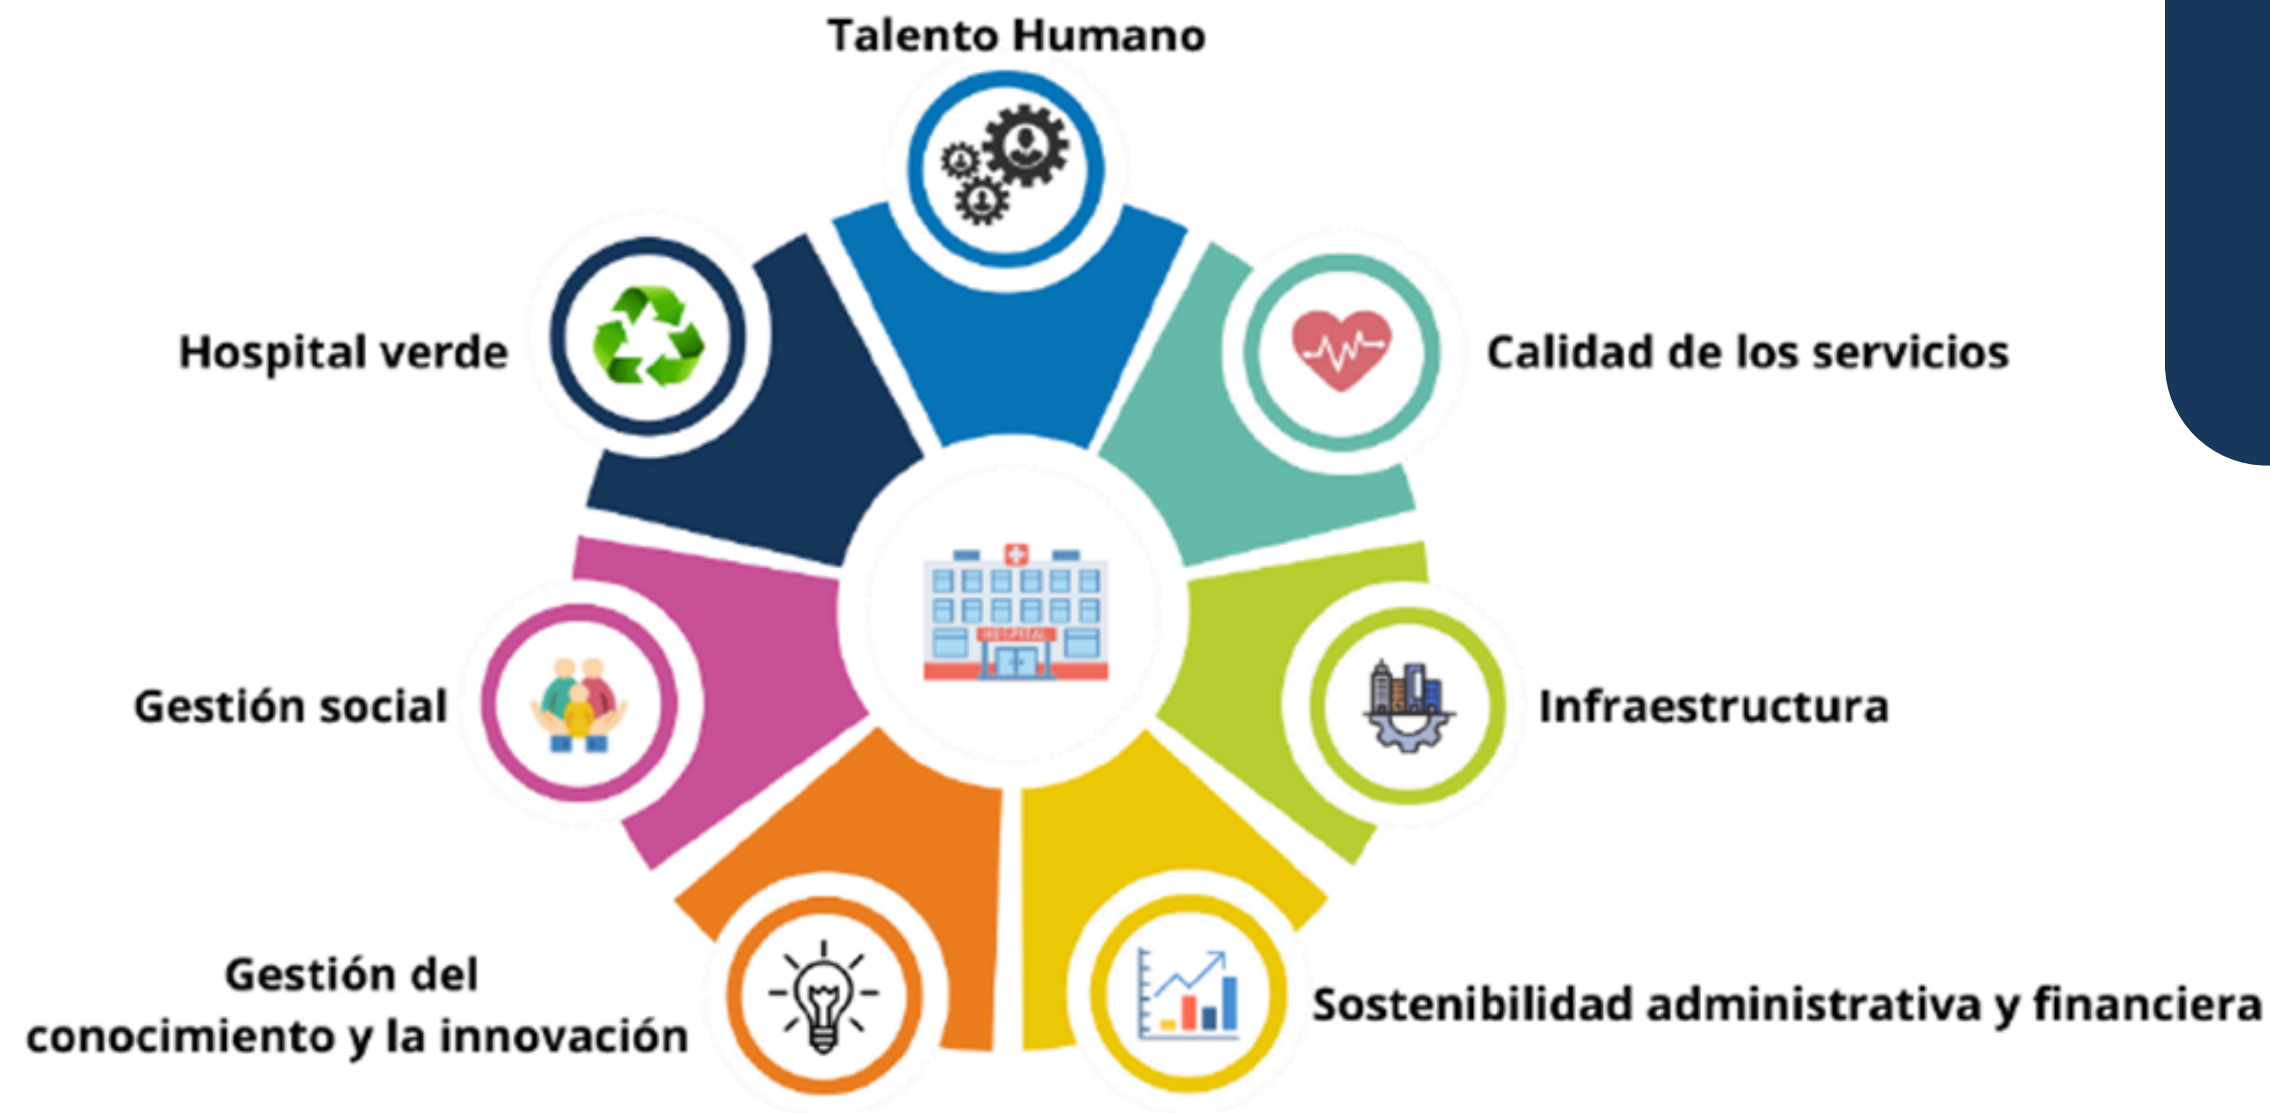 Talento Humano
Hospital verde
Calidad de los servicios
HOSPITAL
Gestión social
Infraestructura
Gestión del
conocimiento y la innovación
Sostenibilidad administrativa y financiera